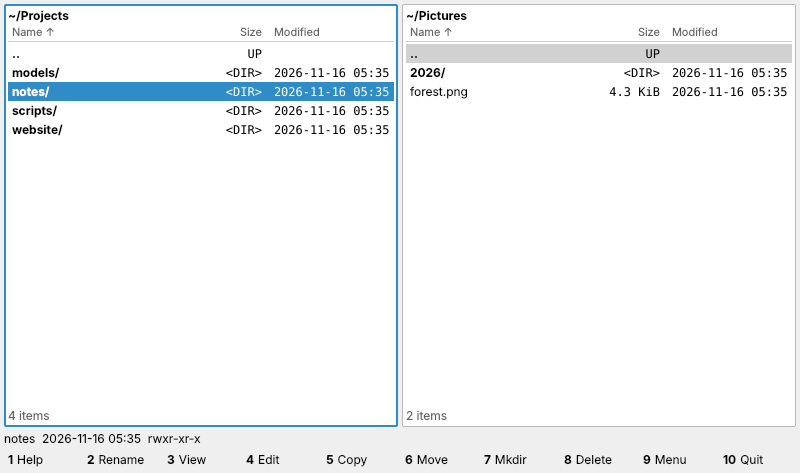 ~/Projects
Name ↑ Size Modified
.. UP
models/ <DIR> 2026-11-16 05:35
notes/ <DIR> 2026-11-16 05:35
scripts/ <DIR> 2026-11-16 05:35
website/ <DIR> 2026-11-16 05:35
4 items
~/Pictures
Name ↑ Size Modified
.. UP
2026/ <DIR> 2026-11-16 05:35
forest.png 4.3 KiB 2026-11-16 05:35
2 items
notes 2026-11-16 05:35 rwxr-xr-x
1 Help 2 Rename 3 View 4 Edit 5 Copy 6 Move 7 Mkdir 8 Delete 9 Menu 10 Quit